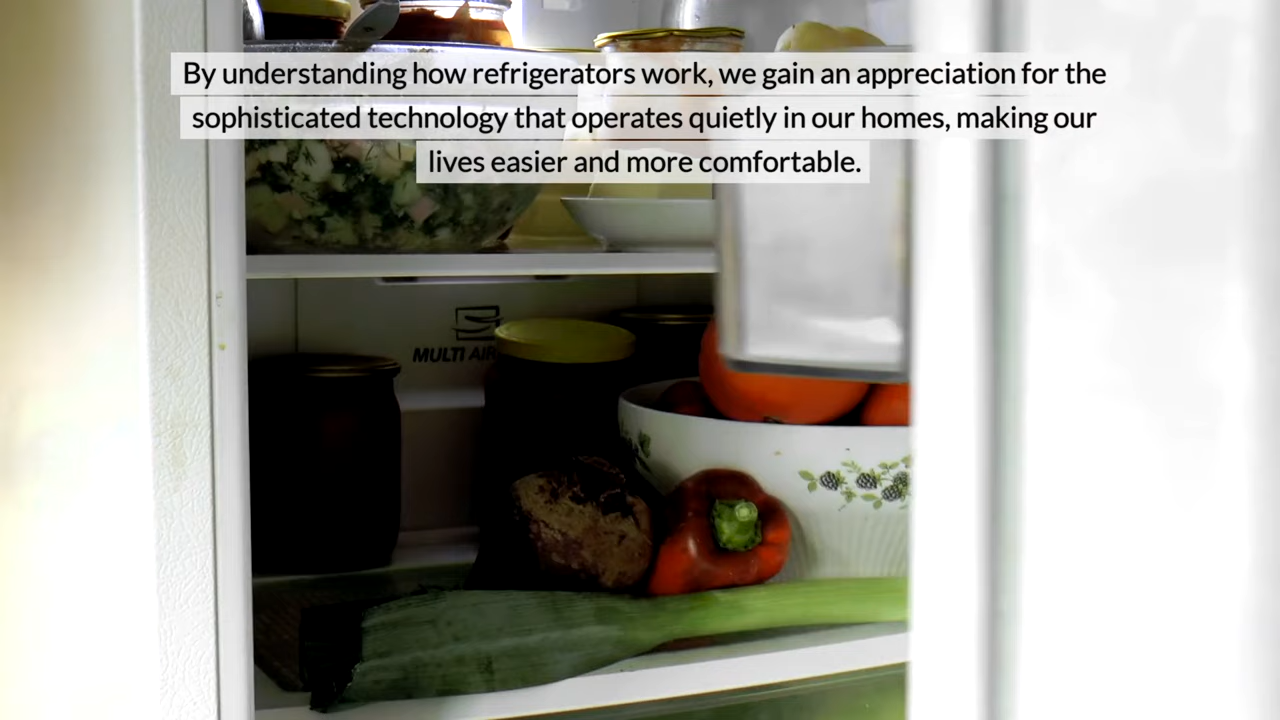 By understanding how refrigerators work, we gain an appreciation for the
sophisticated technology that operates quietly in our homes, making our
lives easier and more comfortable.
MULTI AIR